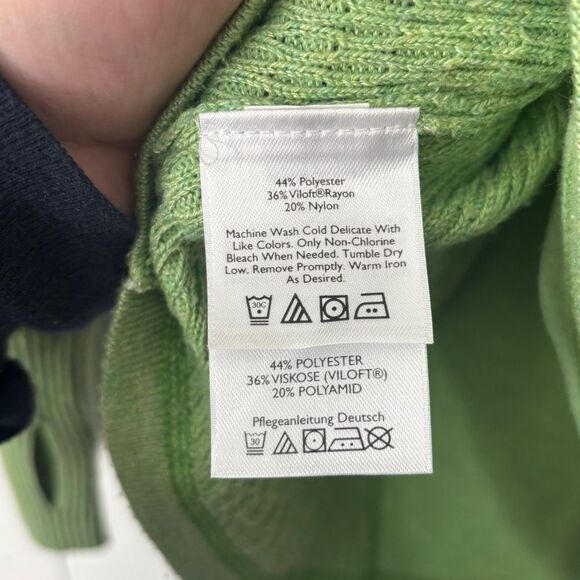 44% Polyester
36% Viloft®Rayon
20% Nylon
Machine Wash Cold Delicate With
Like Colors. Only Non-Chlorine
Bleach When Needed. Tumble Dry
Low. Remove Promptly. Warm Iron
As Desired.
30C
44% POLYESTER
36% VISKOSE (VILOFT®)
20% POLYAMID
Pflegeanleitung Deutsch
30